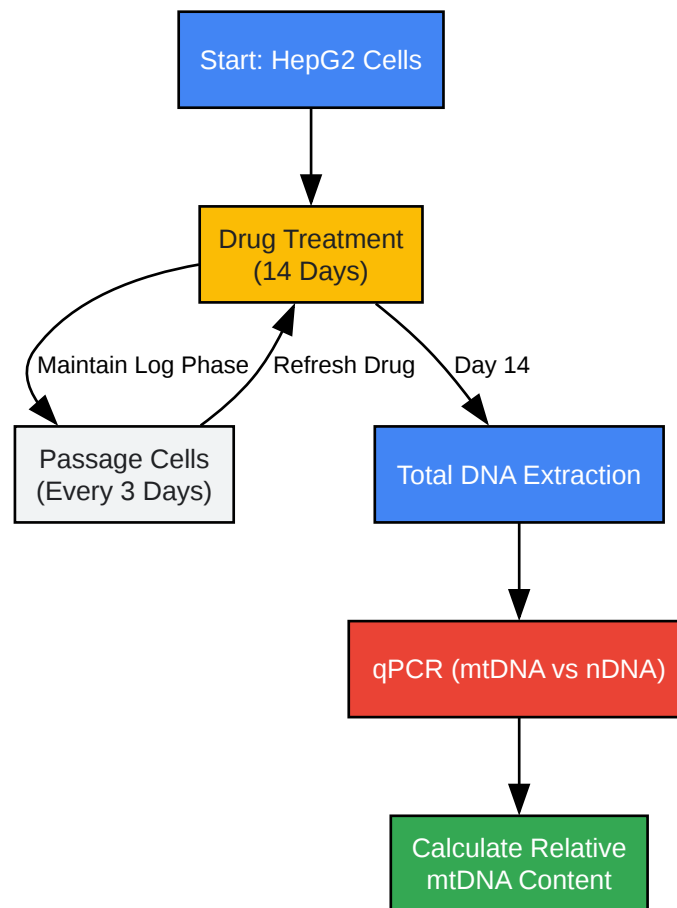 Start: HepG2 Cells
Drug Treatment
(14 Days)
Maintain Log Phase
Refresh Drug
Day 14
Passage Cells
(Every 3 Days)
Total DNA Extraction
qPCR (mtDNA vs nDNA)
Calculate Relative
mtDNA Content